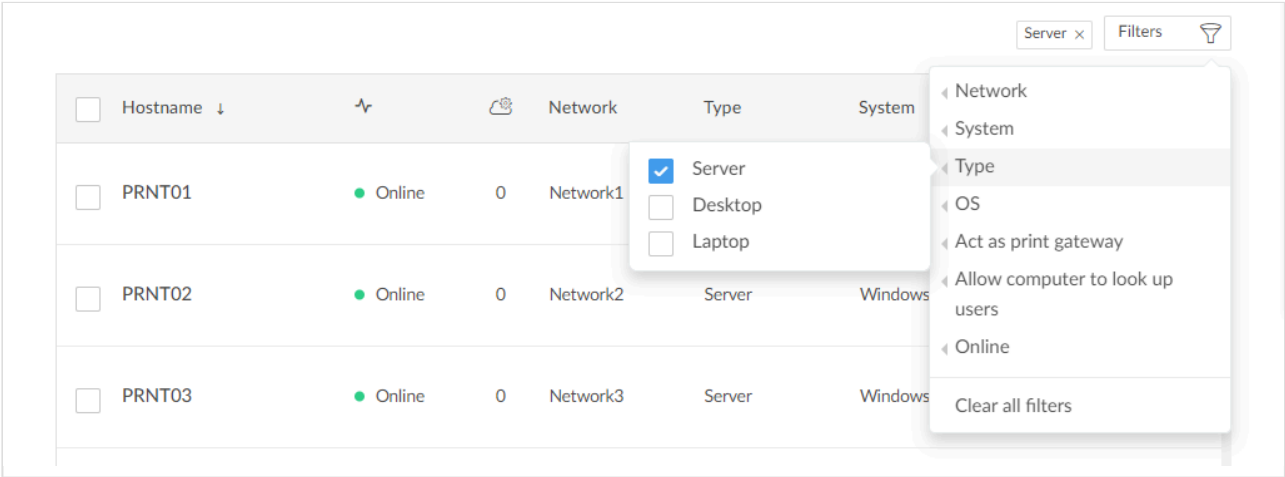 Server ×
Filters
Hostname ↓
Network
Type
System
PRNT01
Online
0
Network1
PRNT02
Online
0
Network2
Server
Windows
PRNT03
Online
0
Network3
Server
Windows
Server
Desktop
Laptop
Network
System
Type
OS
Act as print gateway
Allow computer to look up
users
Online
Clear all filters